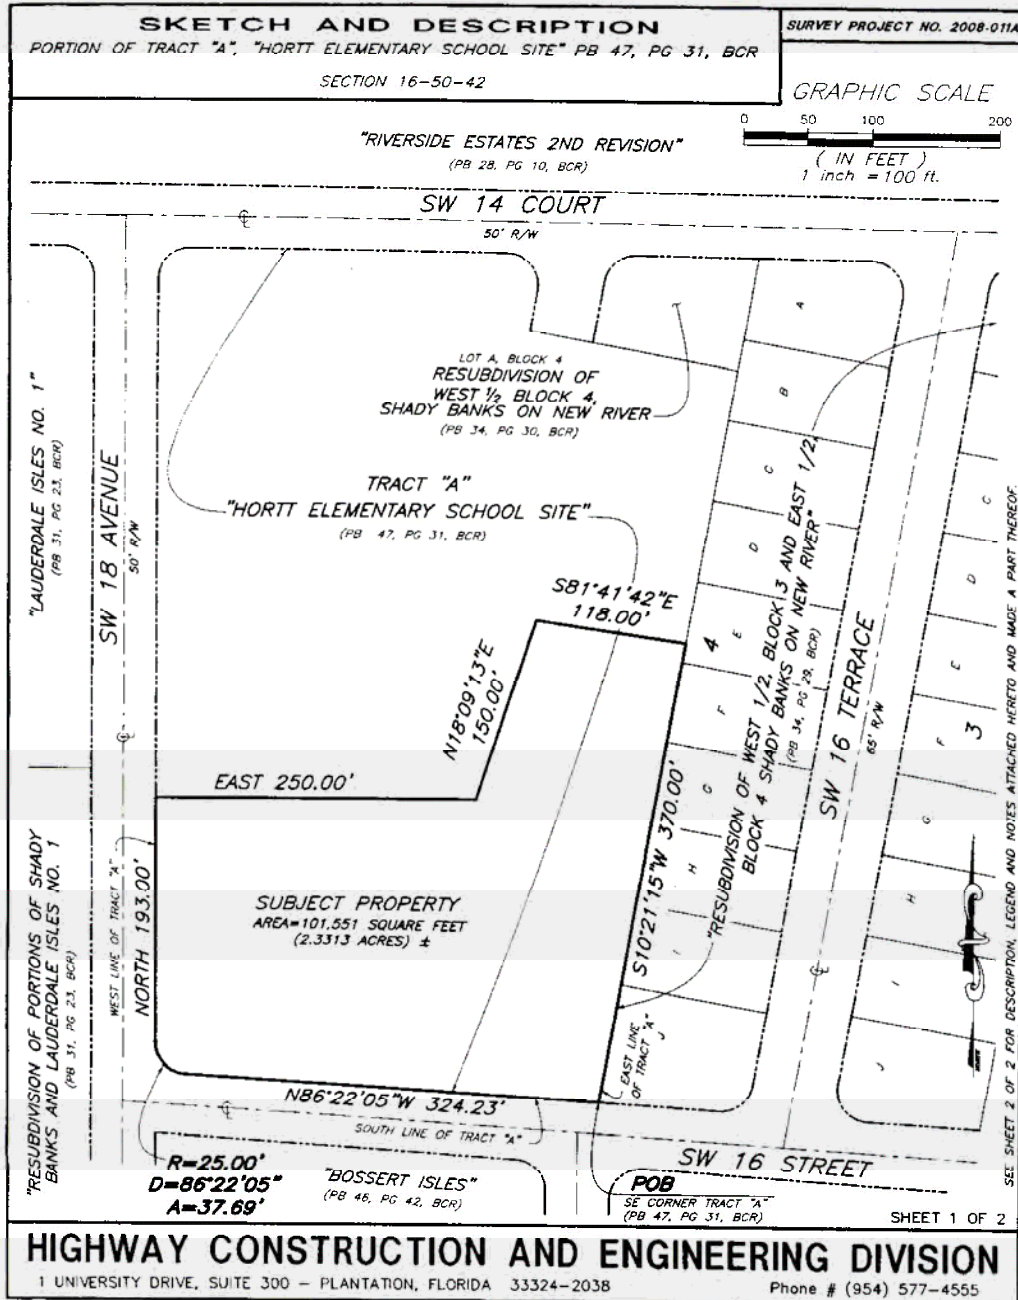 SKETCH AND DESCRIPTION
PORTION OF TRACT "A", "HORTT ELEMENTARY SCHOOL SITE" PB 47, PG 31, BCR
SECTION 16-50-42
SURVEY PROJECT NO. 2008-011A
GRAPHIC SCALE
0 50 100 200
( IN FEET )
1 inch = 100 ft.
"RIVERSIDE ESTATES 2ND REVISION"
(PB 28, PG 10, BCR)
SW 14 COURT
50' R/W
LOT A, BLOCK 4
RESUBDIVISION OF
WEST ½ BLOCK 4,
SHADY BANKS ON NEW RIVER
(PB 34, PG 30, BCR)
TRACT "A"
"HORTT ELEMENTARY SCHOOL SITE"
(PB 47, PG 31, BCR)
"LAUDERDALE ISLES NO. 1"
(PB 31, PG 23, BCR)
SW 18 AVENUE
50' R/W
S81°41'42"E
118.00'
N18°09'13"E
150.00'
EAST 250.00'
S10°21'15"W 370.00'
"RESUBDIVISION OF WEST 1/2, BLOCK 3 AND EAST 1/2,
BLOCK 4 SHADY BANKS ON NEW RIVER"
(PB 34, PG 29, BCR)
A
B
C
D
E
F
G
H
I
J
4
SW 16 TERRACE
65' R/W
C
D
E
F
G
H
I
J
3
SUBJECT PROPERTY
AREA=101,551 SQUARE FEET
(2.3313 ACRES) ±
"RESUBDIVISION OF PORTIONS OF SHADY
BANKS AND LAUDERDALE ISLES NO. 1
(PB 31, PG 23, BCR)
WEST LINE OF TRACT "A"
NORTH 193.00'
EAST LINE
OF TRACT "A"
N86°22'05"W 324.23'
SOUTH LINE OF TRACT "A"
SW 16 STREET
R=25.00'
D=86°22'05"
A=37.69'
"BOSSERT ISLES"
(PB 46, PG 42, BCR)
POB
SE CORNER TRACT "A"
(PB 47, PG 31, BCR)
SEE SHEET 2 OF 2 FOR DESCRIPTION, LEGEND AND NOTES ATTACHED HERETO AND MADE A PART THEREOF.
SHEET 1 OF 2
HIGHWAY CONSTRUCTION AND ENGINEERING DIVISION
1 UNIVERSITY DRIVE, SUITE 300 - PLANTATION, FLORIDA 33324-2038
Phone # (954) 577-4555